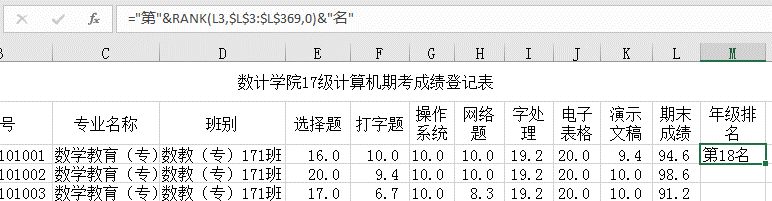 ="第"&RANK(L3,$L$3:$L$369,0)&"名"
C D E F G H I J K L M
数计学院17级计算机期考成绩登记表
号 专业名称 班别 选择题 打字题 操作系统 网络题 字处理 电子表格 演示文稿 期末成绩 年级排名
101001 数学教育（专） 数教（专）171班 16.0 10.0 10.0 10.0 19.2 20.0 9.4 94.6 第18名
101002 数学教育（专） 数教（专）171班 20.0 9.4 10.0 10.0 19.2 20.0 10.0 98.6
101003 数学教育（专） 数教（专）171班 17.0 6.7 10.0 8.3 19.2 20.0 10.0 91.2